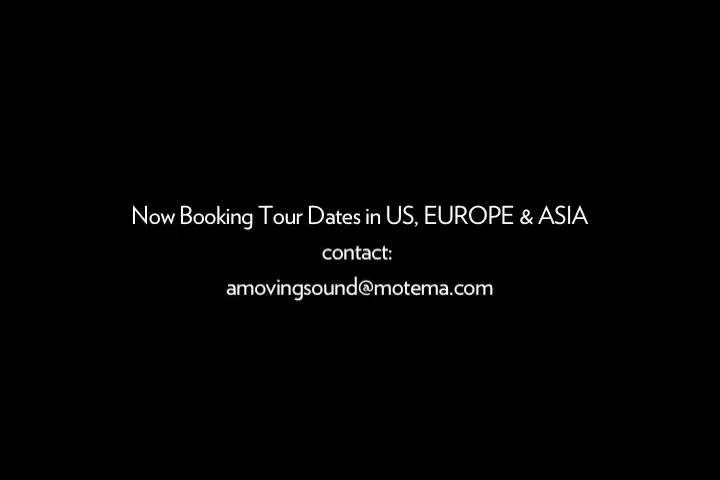 Now Booking Tour Dates in US, EUROPE & ASIA
contact:
amovingsound@motema.com